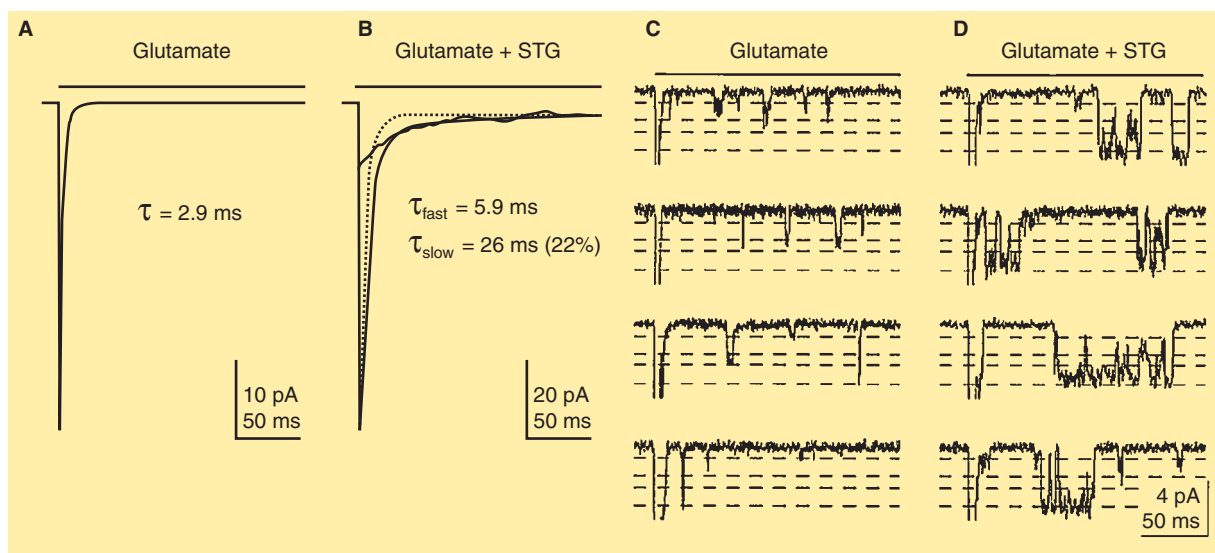 A
Glutamate
τ = 2.9 ms
10 pA
50 ms
B
Glutamate + STG
τfast = 5.9 ms
τslow = 26 ms (22%)
20 pA
50 ms
C
Glutamate
D
Glutamate + STG
4 pA
50 ms